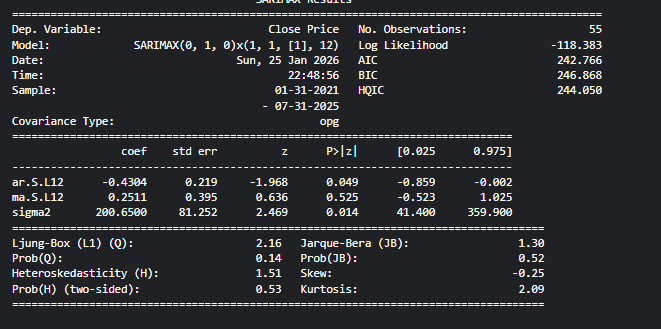 SARIMAX Results
==========================================================================================
Dep. Variable: Close Price No. Observations: 55
Model: SARIMAX(0, 1, 0)x(1, 1, [1], 12) Log Likelihood -118.383
Date: Sun, 25 Jan 2026 AIC 242.766
Time: 22:48:56 BIC 246.868
Sample: 01-31-2021 HQIC 244.050
- 07-31-2025
Covariance Type: opg
==============================================================================
coef std err z P>|z| [0.025 0.975]
------------------------------------------------------------------------------
ar.S.L12 -0.4304 0.219 -1.968 0.049 -0.859 -0.002
ma.S.L12 0.2511 0.395 0.636 0.525 -0.523 1.025
sigma2 200.6500 81.252 2.469 0.014 41.400 359.900
===================================================================================
Ljung-Box (L1) (Q): 2.16 Jarque-Bera (JB): 1.30
Prob(Q): 0.14 Prob(JB): 0.52
Heteroskedasticity (H): 1.51 Skew: -0.25
Prob(H) (two-sided): 0.53 Kurtosis: 2.09
===================================================================================